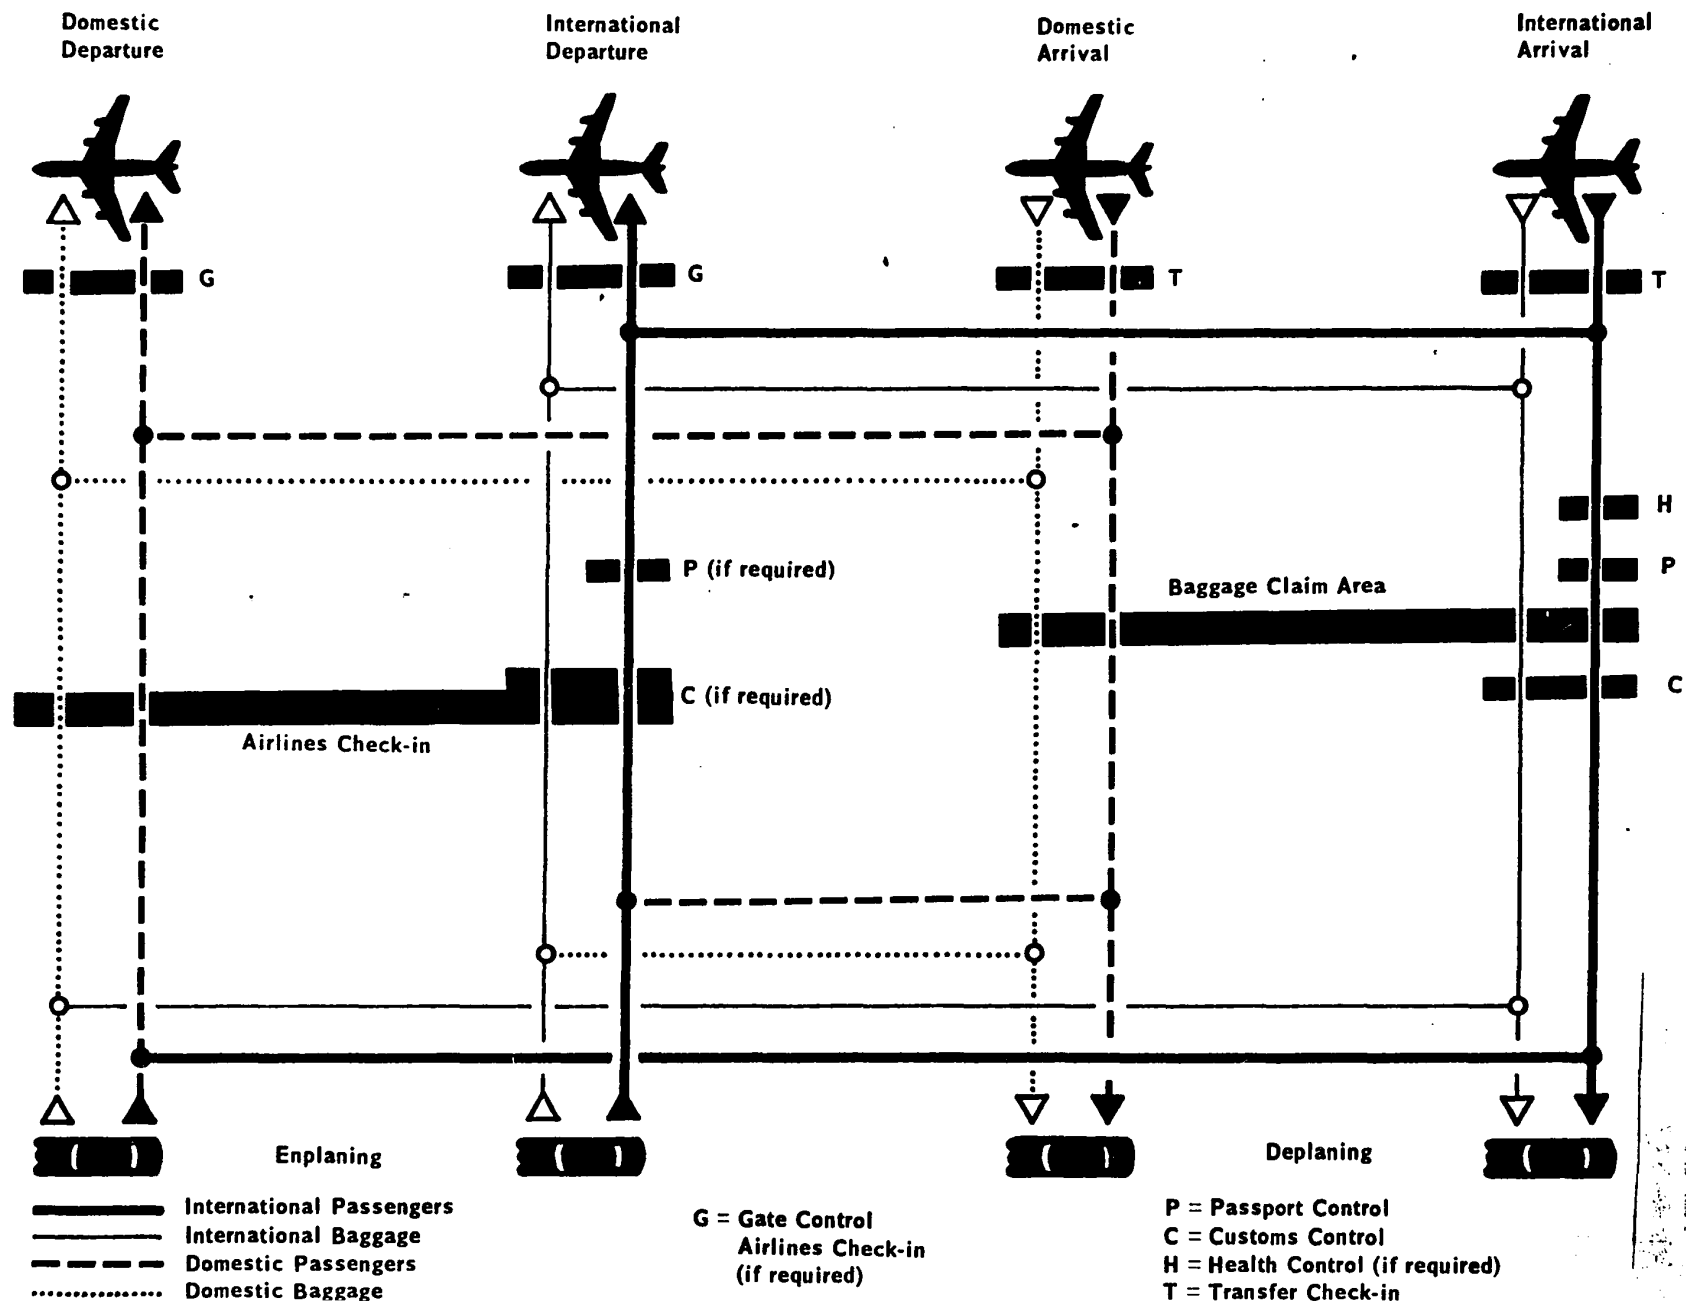 Domestic
Departure
International
Departure
Domestic
Arrival
International
Arrival
G
G
T
T
H
P (if required)
P
Baggage Claim Area
C (if required)
C
Airlines Check-in
Enplaning
Deplaning
International Passengers
International Baggage
Domestic Passengers
Domestic Baggage
G = Gate Control
Airlines Check-in
(if required)
P = Passport Control
C = Customs Control
H = Health Control (if required)
T = Transfer Check-in